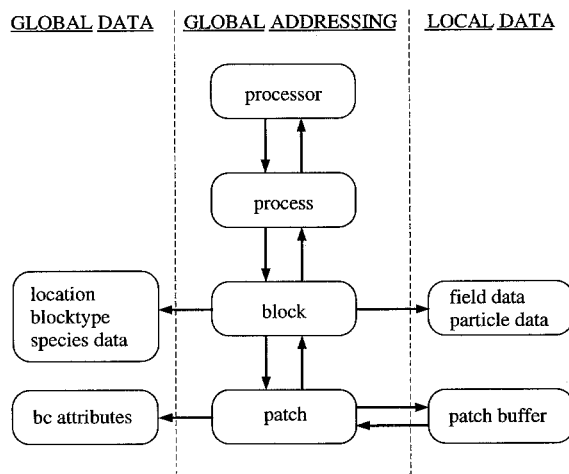 GLOBAL DATA
GLOBAL ADDRESSING
LOCAL DATA
processor
process
location
blocktype
species data
block
field data
particle data
bc attributes
patch
patch buffer